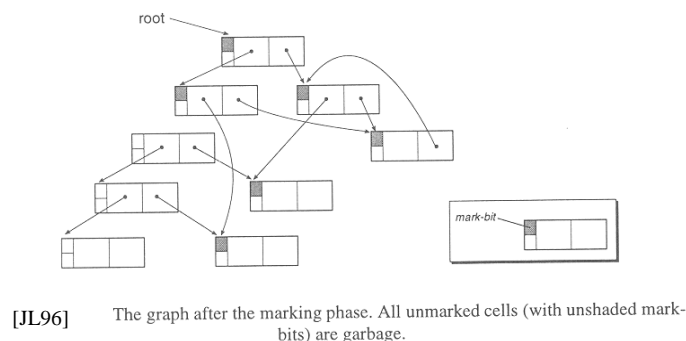 root
mark-bit
[JL96] The graph after the marking phase. All unmarked cells (with unshaded mark-
bits) are garbage.